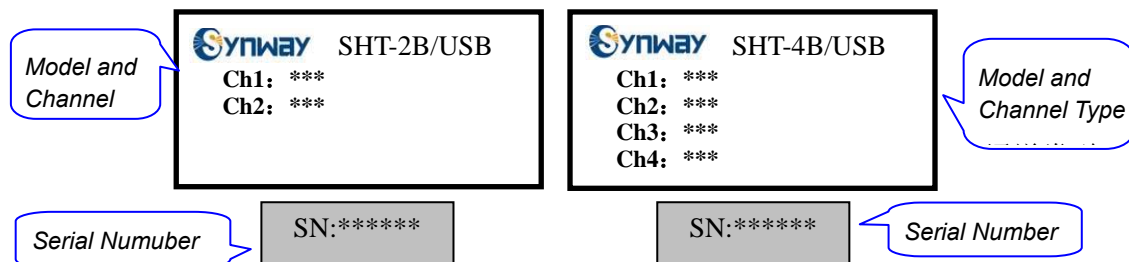 Model and
Channel
Synway SHT-2B/USB
Ch1: ***
Ch2: ***
Synway SHT-4B/USB
Ch1: ***
Ch2: ***
Ch3: ***
Ch4: ***
Model and
Channel Type
Serial Numuber
SN:******
SN:******
Serial Number